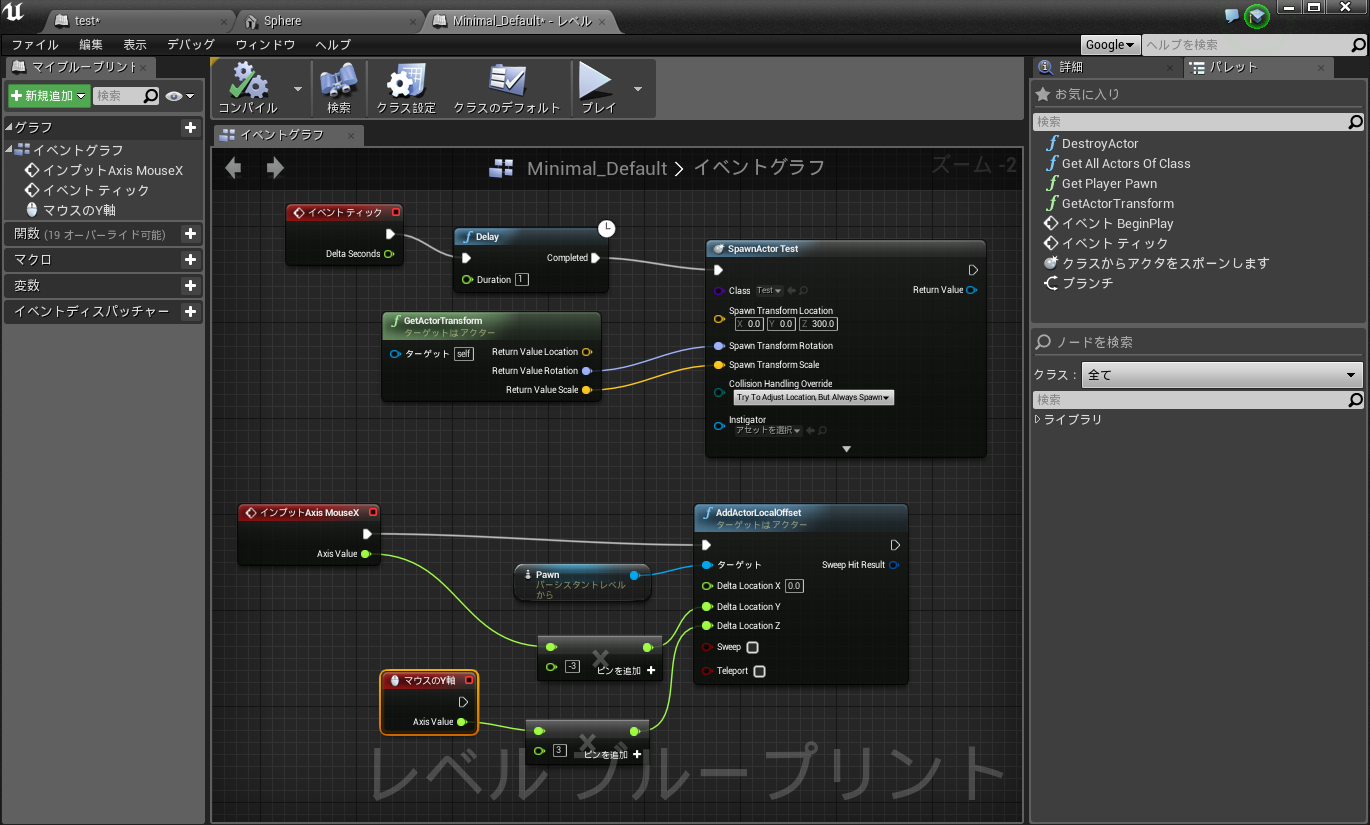 test*
Sphere
Minimal_Default* - レベル
ファイル 編集 表示 デバッグ ウィンドウ ヘルプ
Google
ヘルプを検索
マイブループリント
新規追加
検索
グラフ
イベントグラフ
インプットAxis MouseX
イベント ティック
マウスのY軸
関数 (19 オーバーライド可能)
マクロ
変数
イベントディスパッチャー
コンパイル
検索
クラス設定
クラスのデフォルト
プレイ
イベントグラフ
Minimal_Default
イベントグラフ
ズーム -2
イベント ティック
Delta Seconds
Delay
Completed
Duration 1
GetActorTransform
ターゲットは アクター
ターゲット self
Return Value Location
Return Value Rotation
Return Value Scale
SpawnActor Test
Class Test
Return Value
Spawn Transform Location
X 0.0 Y 0.0 Z 300.0
Spawn Transform Rotation
Spawn Transform Scale
Collision Handling Override
Try To Adjust Location, But Always Spawn
Instigator
アセットを選択
インプットAxis MouseX
Axis Value
Pawn
パーシスタントレベル
から
AddActorLocalOffset
ターゲットは アクター
ターゲット
Sweep Hit Result
Delta Location X 0.0
Delta Location Y
Delta Location Z
Sweep
Teleport
-3
ピンを追加
マウスのY軸
Axis Value
3
ピンを追加
レベル ブループリント
詳細
パレット
お気に入り
検索
DestroyActor
Get All Actors Of Class
Get Player Pawn
GetActorTransform
イベント BeginPlay
イベント ティック
クラスからアクタをスポーンします
ブランチ
ノードを検索
クラス : 全て
検索
ライブラリ